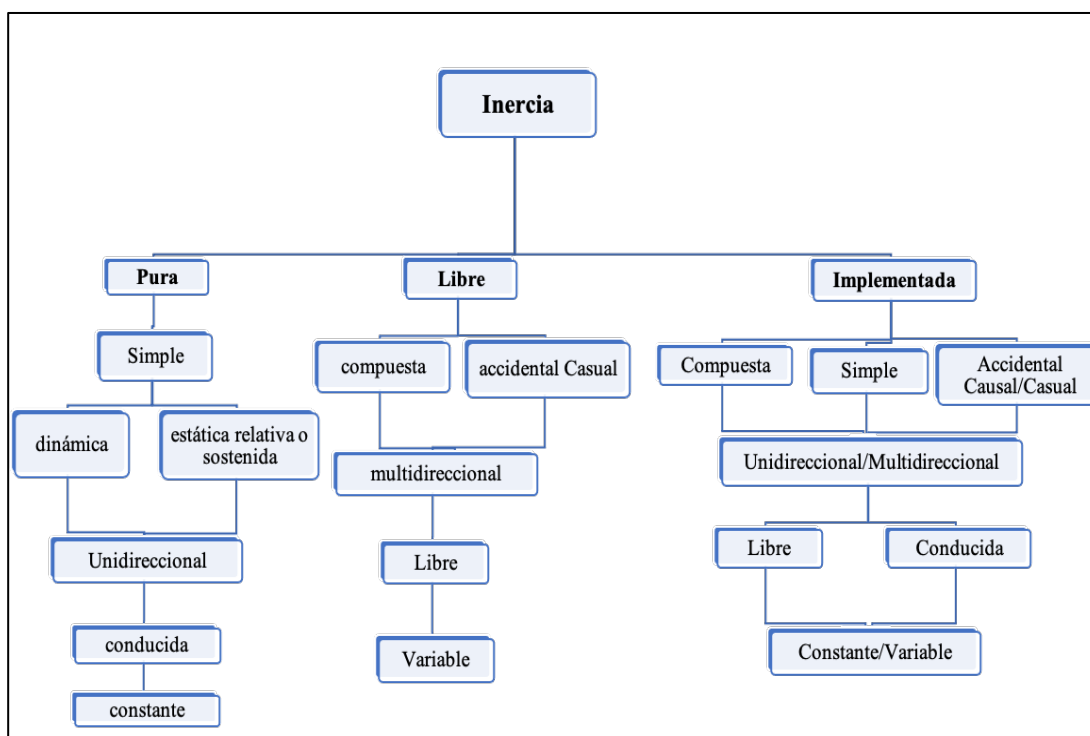 Inercia
Pura
Libre
Implementada
Simple
compuesta
accidental Casual
Compuesta
Simple
Accidental
Causal/Casual
dinámica
estática relativa o
sostenida
multidireccional
Unidireccional/Multidireccional
Unidireccional
Libre
Libre
Conducida
conducida
Variable
Constante/Variable
constante